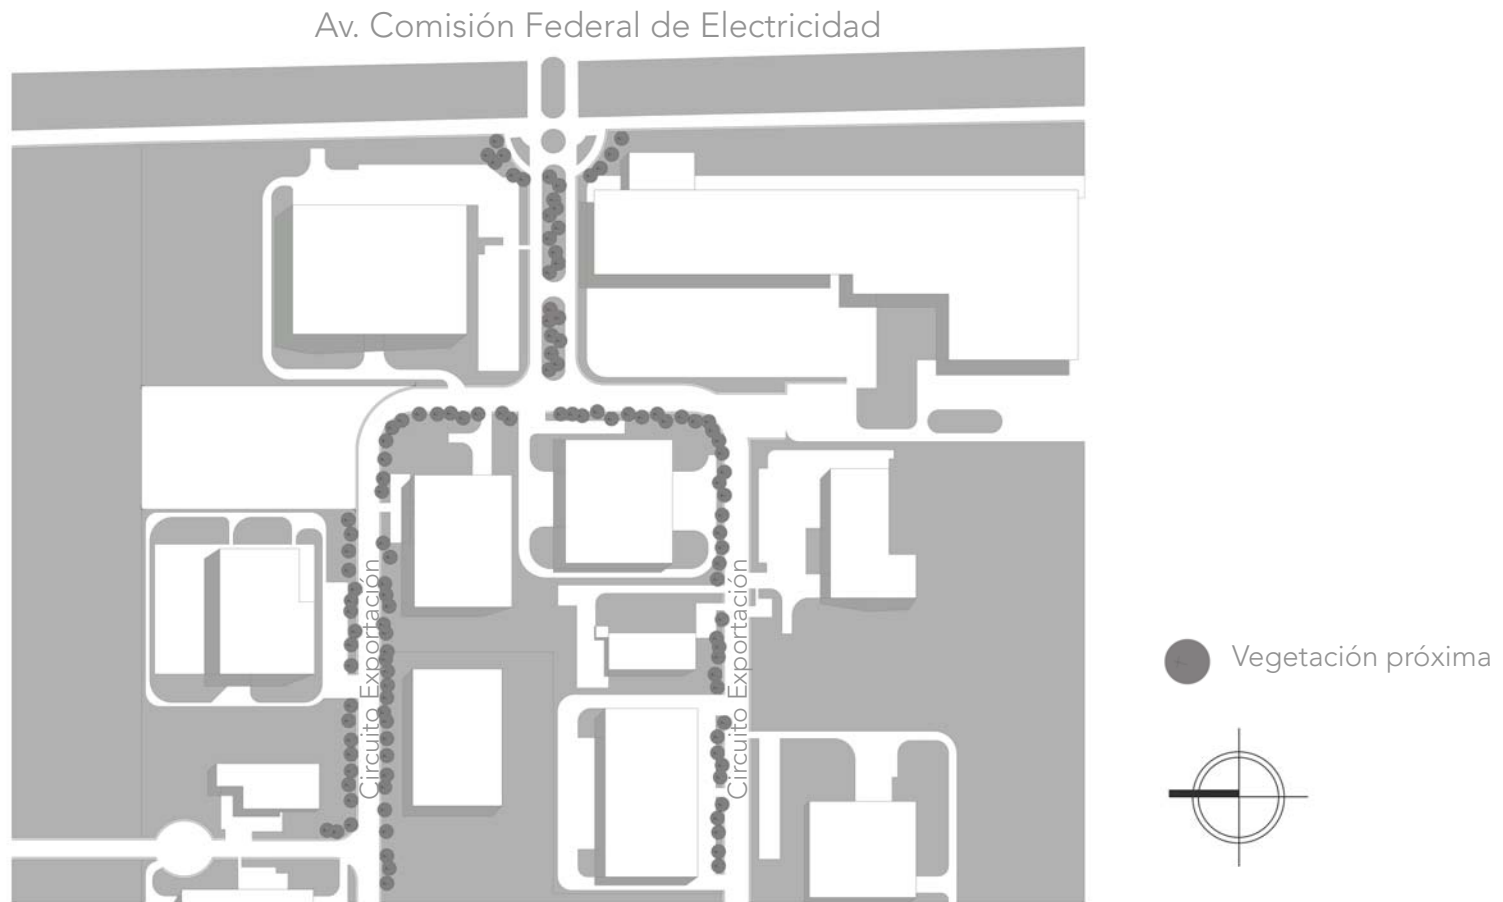 Av. Comisión Federal de Electricidad
Circuito Exportación
Circuito Exportación
Vegetación próxima